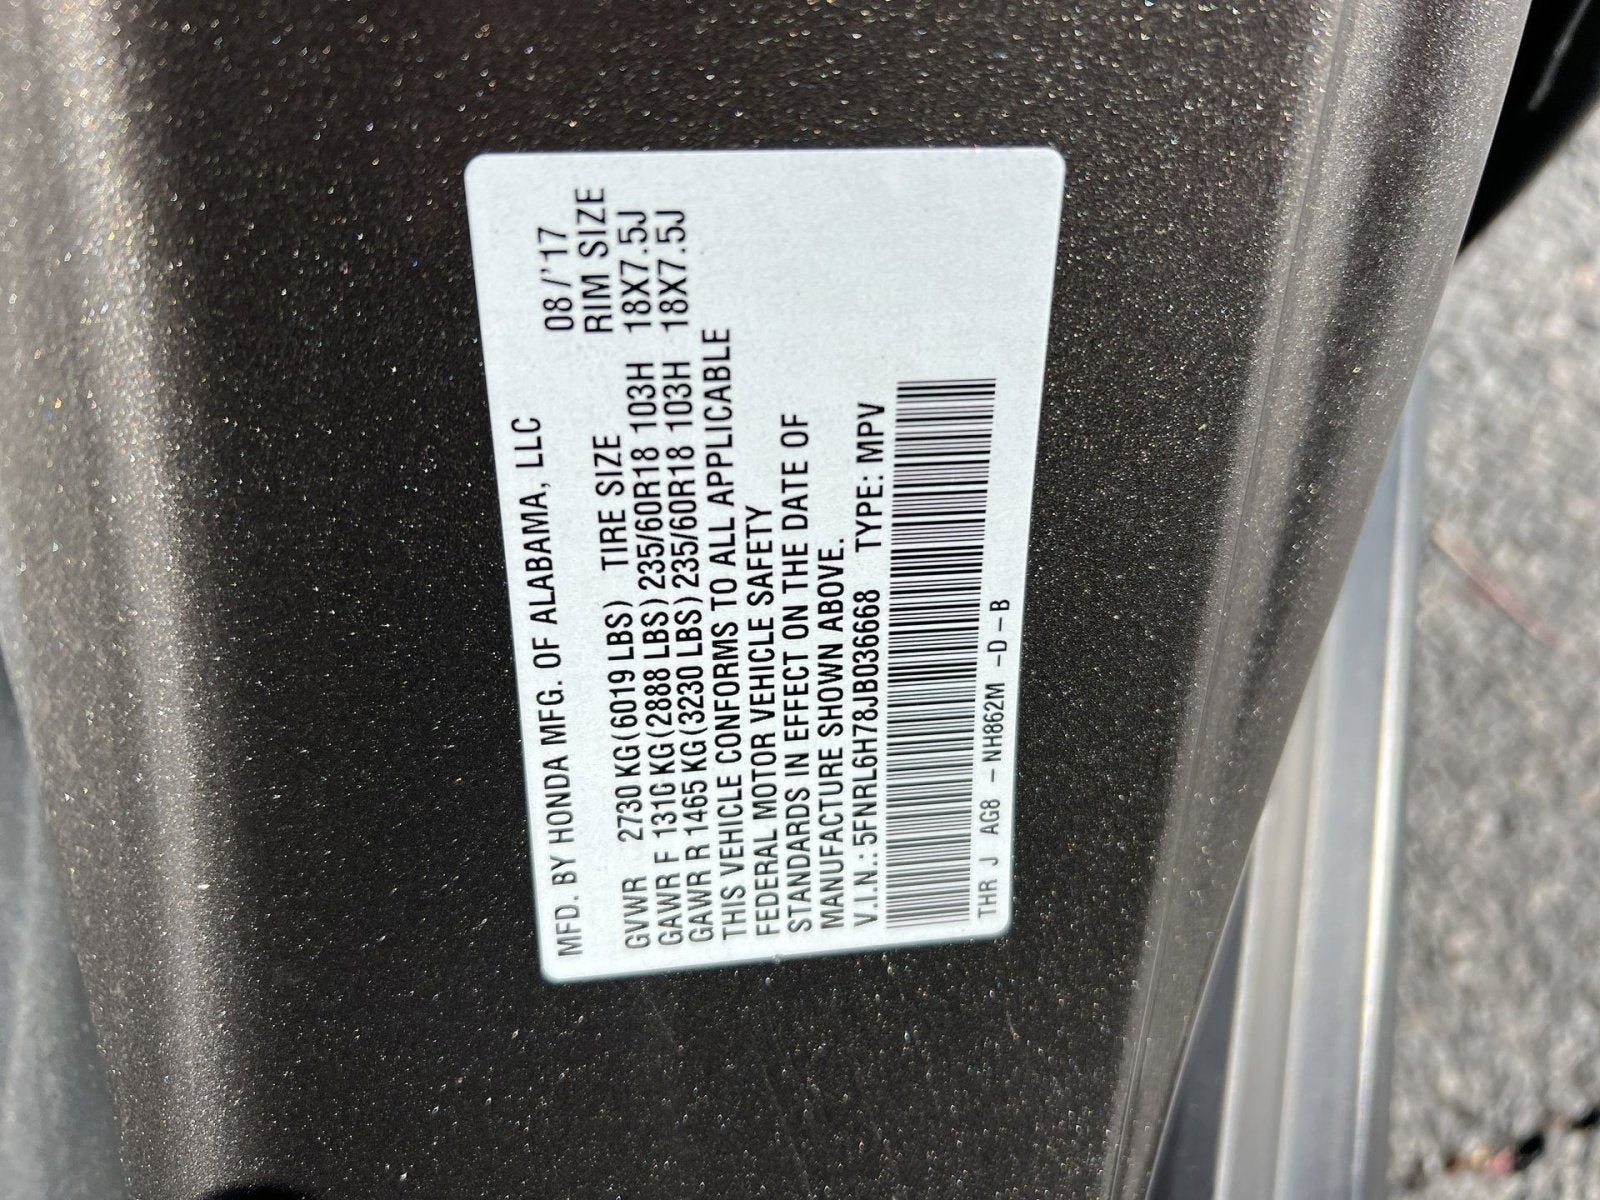 MFD. BY HONDA MFG. OF ALABAMA, LLC 08/'17
GVWR 2730 KG (6019 LBS) TIRE SIZE RIM SIZE
GAWR F 1310 KG (2888 LBS) 235/60R18 103H 18X7.5J
GAWR R 1465 KG (3230 LBS) 235/60R18 103H 18X7.5J
THIS VEHICLE CONFORMS TO ALL APPLICABLE
FEDERAL MOTOR VEHICLE SAFETY
STANDARDS IN EFFECT ON THE DATE OF
MANUFACTURE SHOWN ABOVE.
V.I.N.: 5FNRL6H78JB036668 TYPE: MPV
THR J AG8 - NH862M -D-B